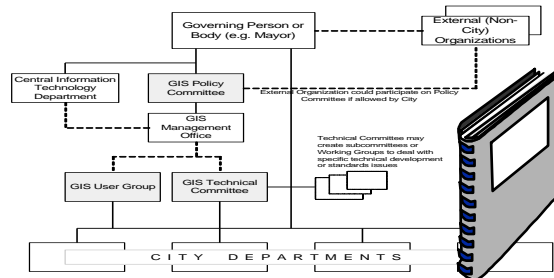 Governing Person or
Body (e.g. Mayor)
External (Non-
City)
Organizations
Central Information
Technology
Department
GIS Policy
Committee
External Organization could participate on Policy
Committee if allowed by City
GIS
Management
Office
Technical Committee may
create subcommittees or
Working Groups to deal with
specific technical development
or standards issues
GIS User Group
GIS Technical
Committee
CITY DEPARTMENTS